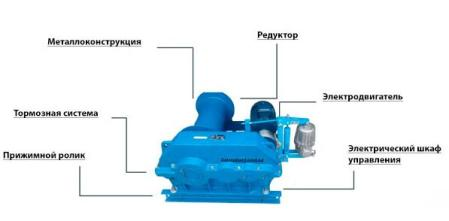 Редуктор
Металлоконструкция
Электродвигатель
Тормозная система
Электрический шкаф
управления
Прижимной ролик